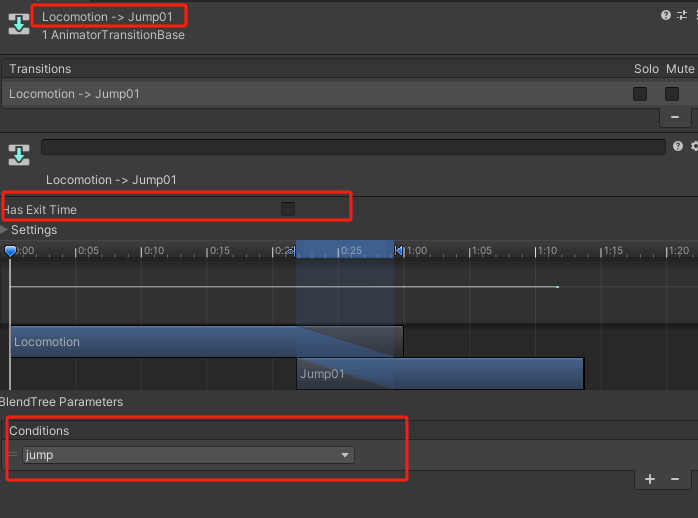 Locomotion -> Jump01
1 AnimatorTransitionBase
Transitions Solo Mute
Locomotion -> Jump01
Locomotion -> Jump01
Has Exit Time
Settings
0:00 0:05 0:10 0:15 0:20 0:25 1:00 1:05 1:10 1:15 1:20
Locomotion
Jump01
BlendTree Parameters
Conditions
jump